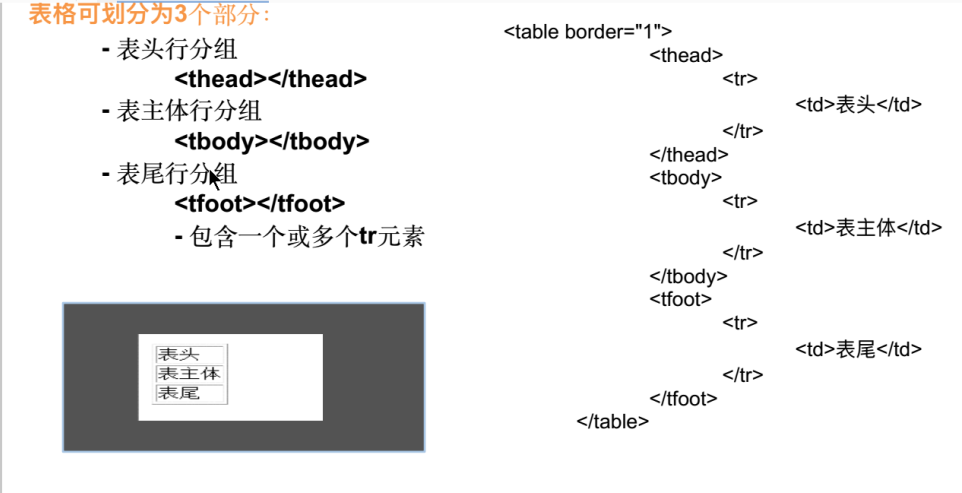 表格可划分为3个部分：
- 表头行分组
<thead></thead>
- 表主体行分组
<tbody></tbody>
- 表尾行分组
<tfoot></tfoot>
- 包含一个或多个tr元素
表头
表主体
表尾
<table border="1">
<thead>
<tr>
<td>表头</td>
</tr>
</thead>
<tbody>
<tr>
<td>表主体</td>
</tr>
</tbody>
<tfoot>
<tr>
<td>表尾</td>
</tr>
</tfoot>
</table>